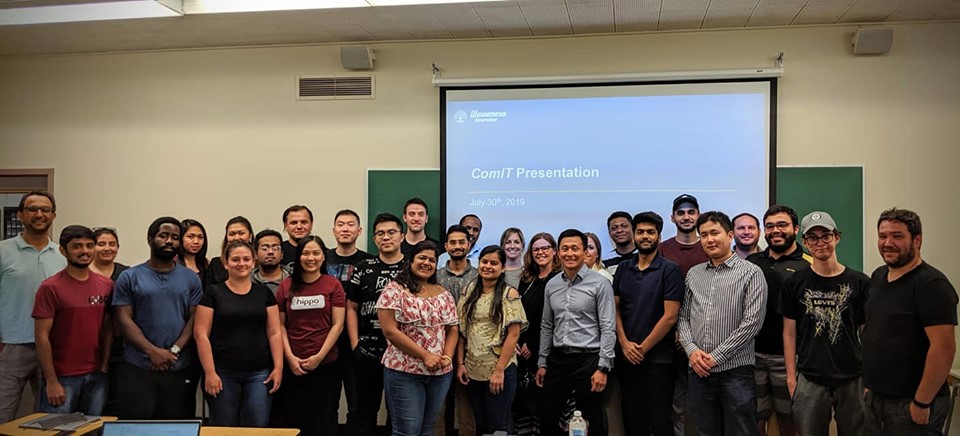 Wawanesa
Insurance
ComIT Presentation
July 30th, 2019
hippo
LEVI'S